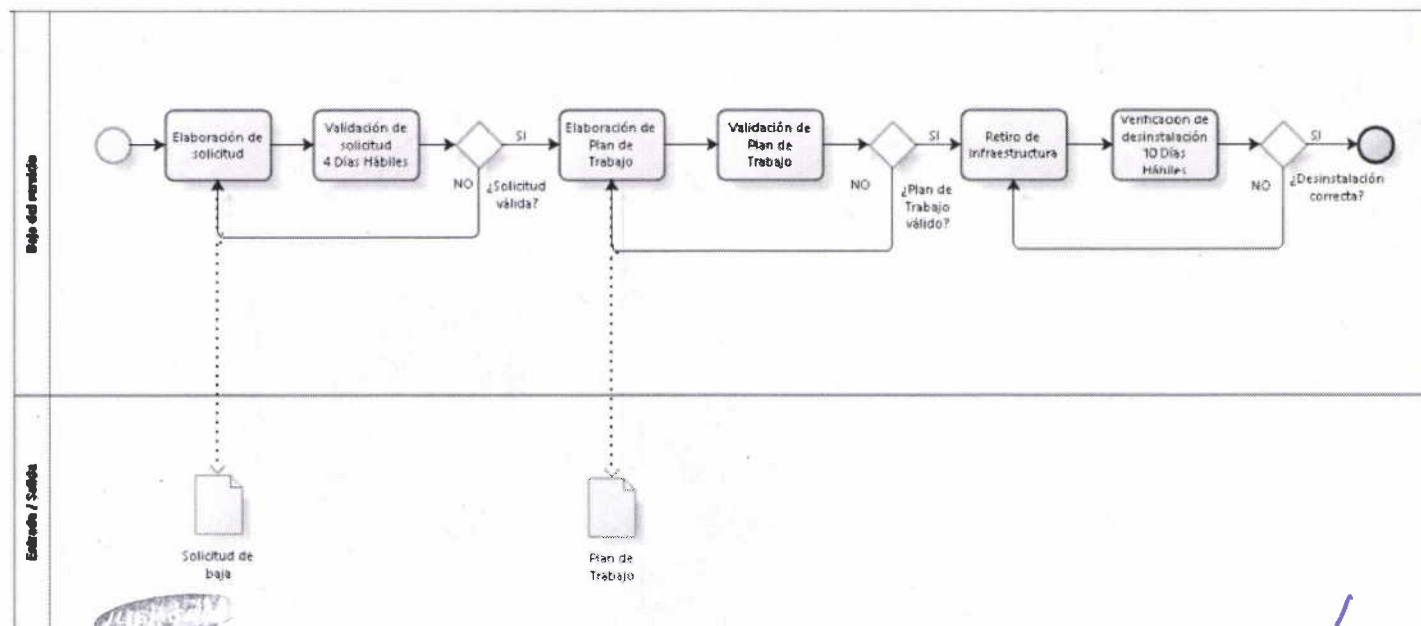 Baja del servicio
Elaboración de
solicitud
Validación de
solicitud
4 Días Hábiles
SI
NO
¿Solicitud
válida?
Elaboración de
Plan de
Trabajo
Validación de
Plan de
Trabajo
SI
NO
¿Plan de
Trabajo
válido?
Retiro de
infraestructura
Verificación de
desinstalación
10 Días
Hábiles
SI
NO
¿Desinstalación
correcta?
Entrada / Salida
Solicitud de
baja
Plan de
Trabajo